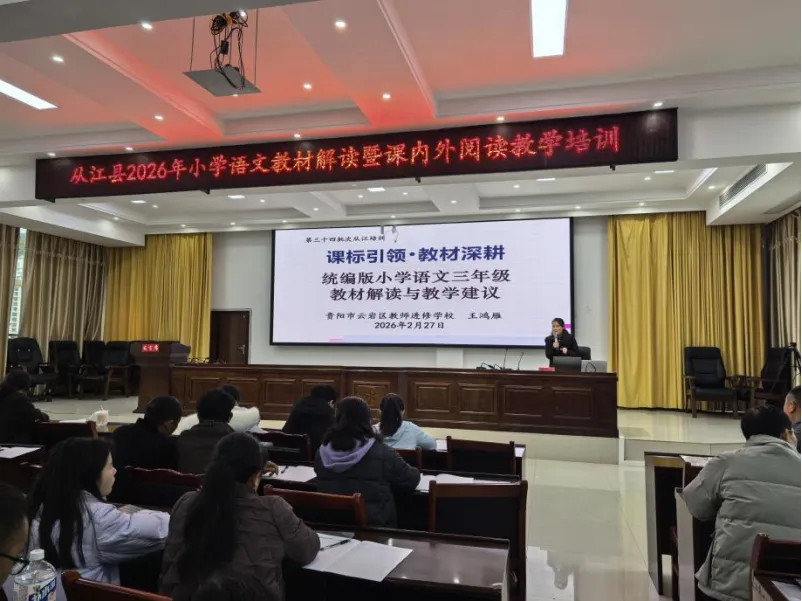 从江县2026年小学语文教材解读暨课内外阅读教学培训
第三十四批次从江培训
课标引领·教材深耕
统编版小学语文三年级
教材解读与教学建议
贵阳市云岩区教师进修学校 王鸿雁
2026年2月27日